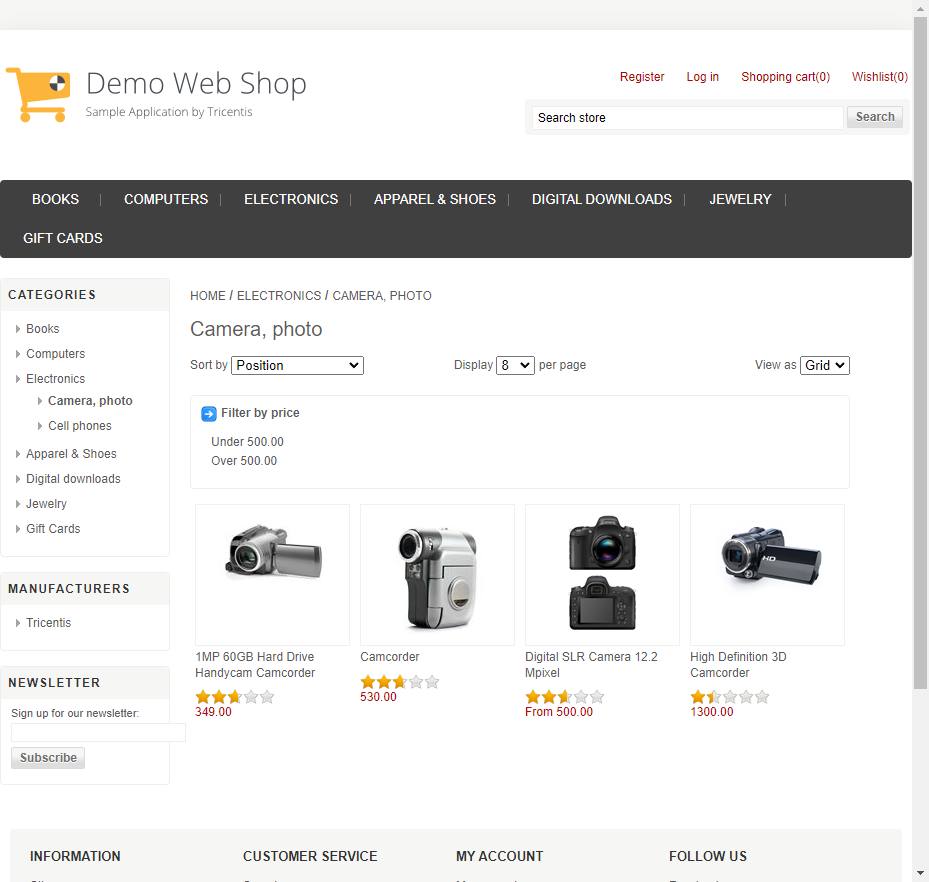 Demo Web Shop
Sample Application by Tricentis
Register Log in Shopping cart(0) Wishlist(0)
Search store Search
BOOKS COMPUTERS ELECTRONICS APPAREL & SHOES DIGITAL DOWNLOADS JEWELRY
GIFT CARDS
CATEGORIES
Books
Computers
Electronics
Camera, photo
Cell phones
Apparel & Shoes
Digital downloads
Jewelry
Gift Cards
MANUFACTURERS
Tricentis
NEWSLETTER
Sign up for our newsletter:
Subscribe
HOME / ELECTRONICS / CAMERA, PHOTO
Camera, photo
Sort by Position Display 8 per page View as Grid
Filter by price
Under 500.00
Over 500.00
HD
1MP 60GB Hard Drive
Handycam Camcorder
349.00
Camcorder
530.00
Digital SLR Camera 12.2
Mpixel
From 500.00
High Definition 3D
Camcorder
1300.00
INFORMATION CUSTOMER SERVICE MY ACCOUNT FOLLOW US